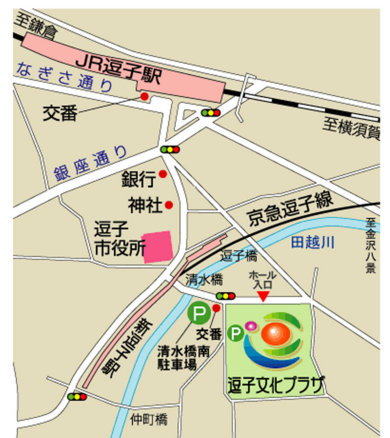 至鎌倉
JR逗子駅
なぎさ通り
交番
至横須賀
銀座通り
銀行
神社
逗子
市役所
京急逗子線
至金沢八景
田越川
逗子橋
清水橋
ホール
入口
新逗子駅
P
交番
P
清水橋南
駐車場
逗子文化プラザ
仲町橋